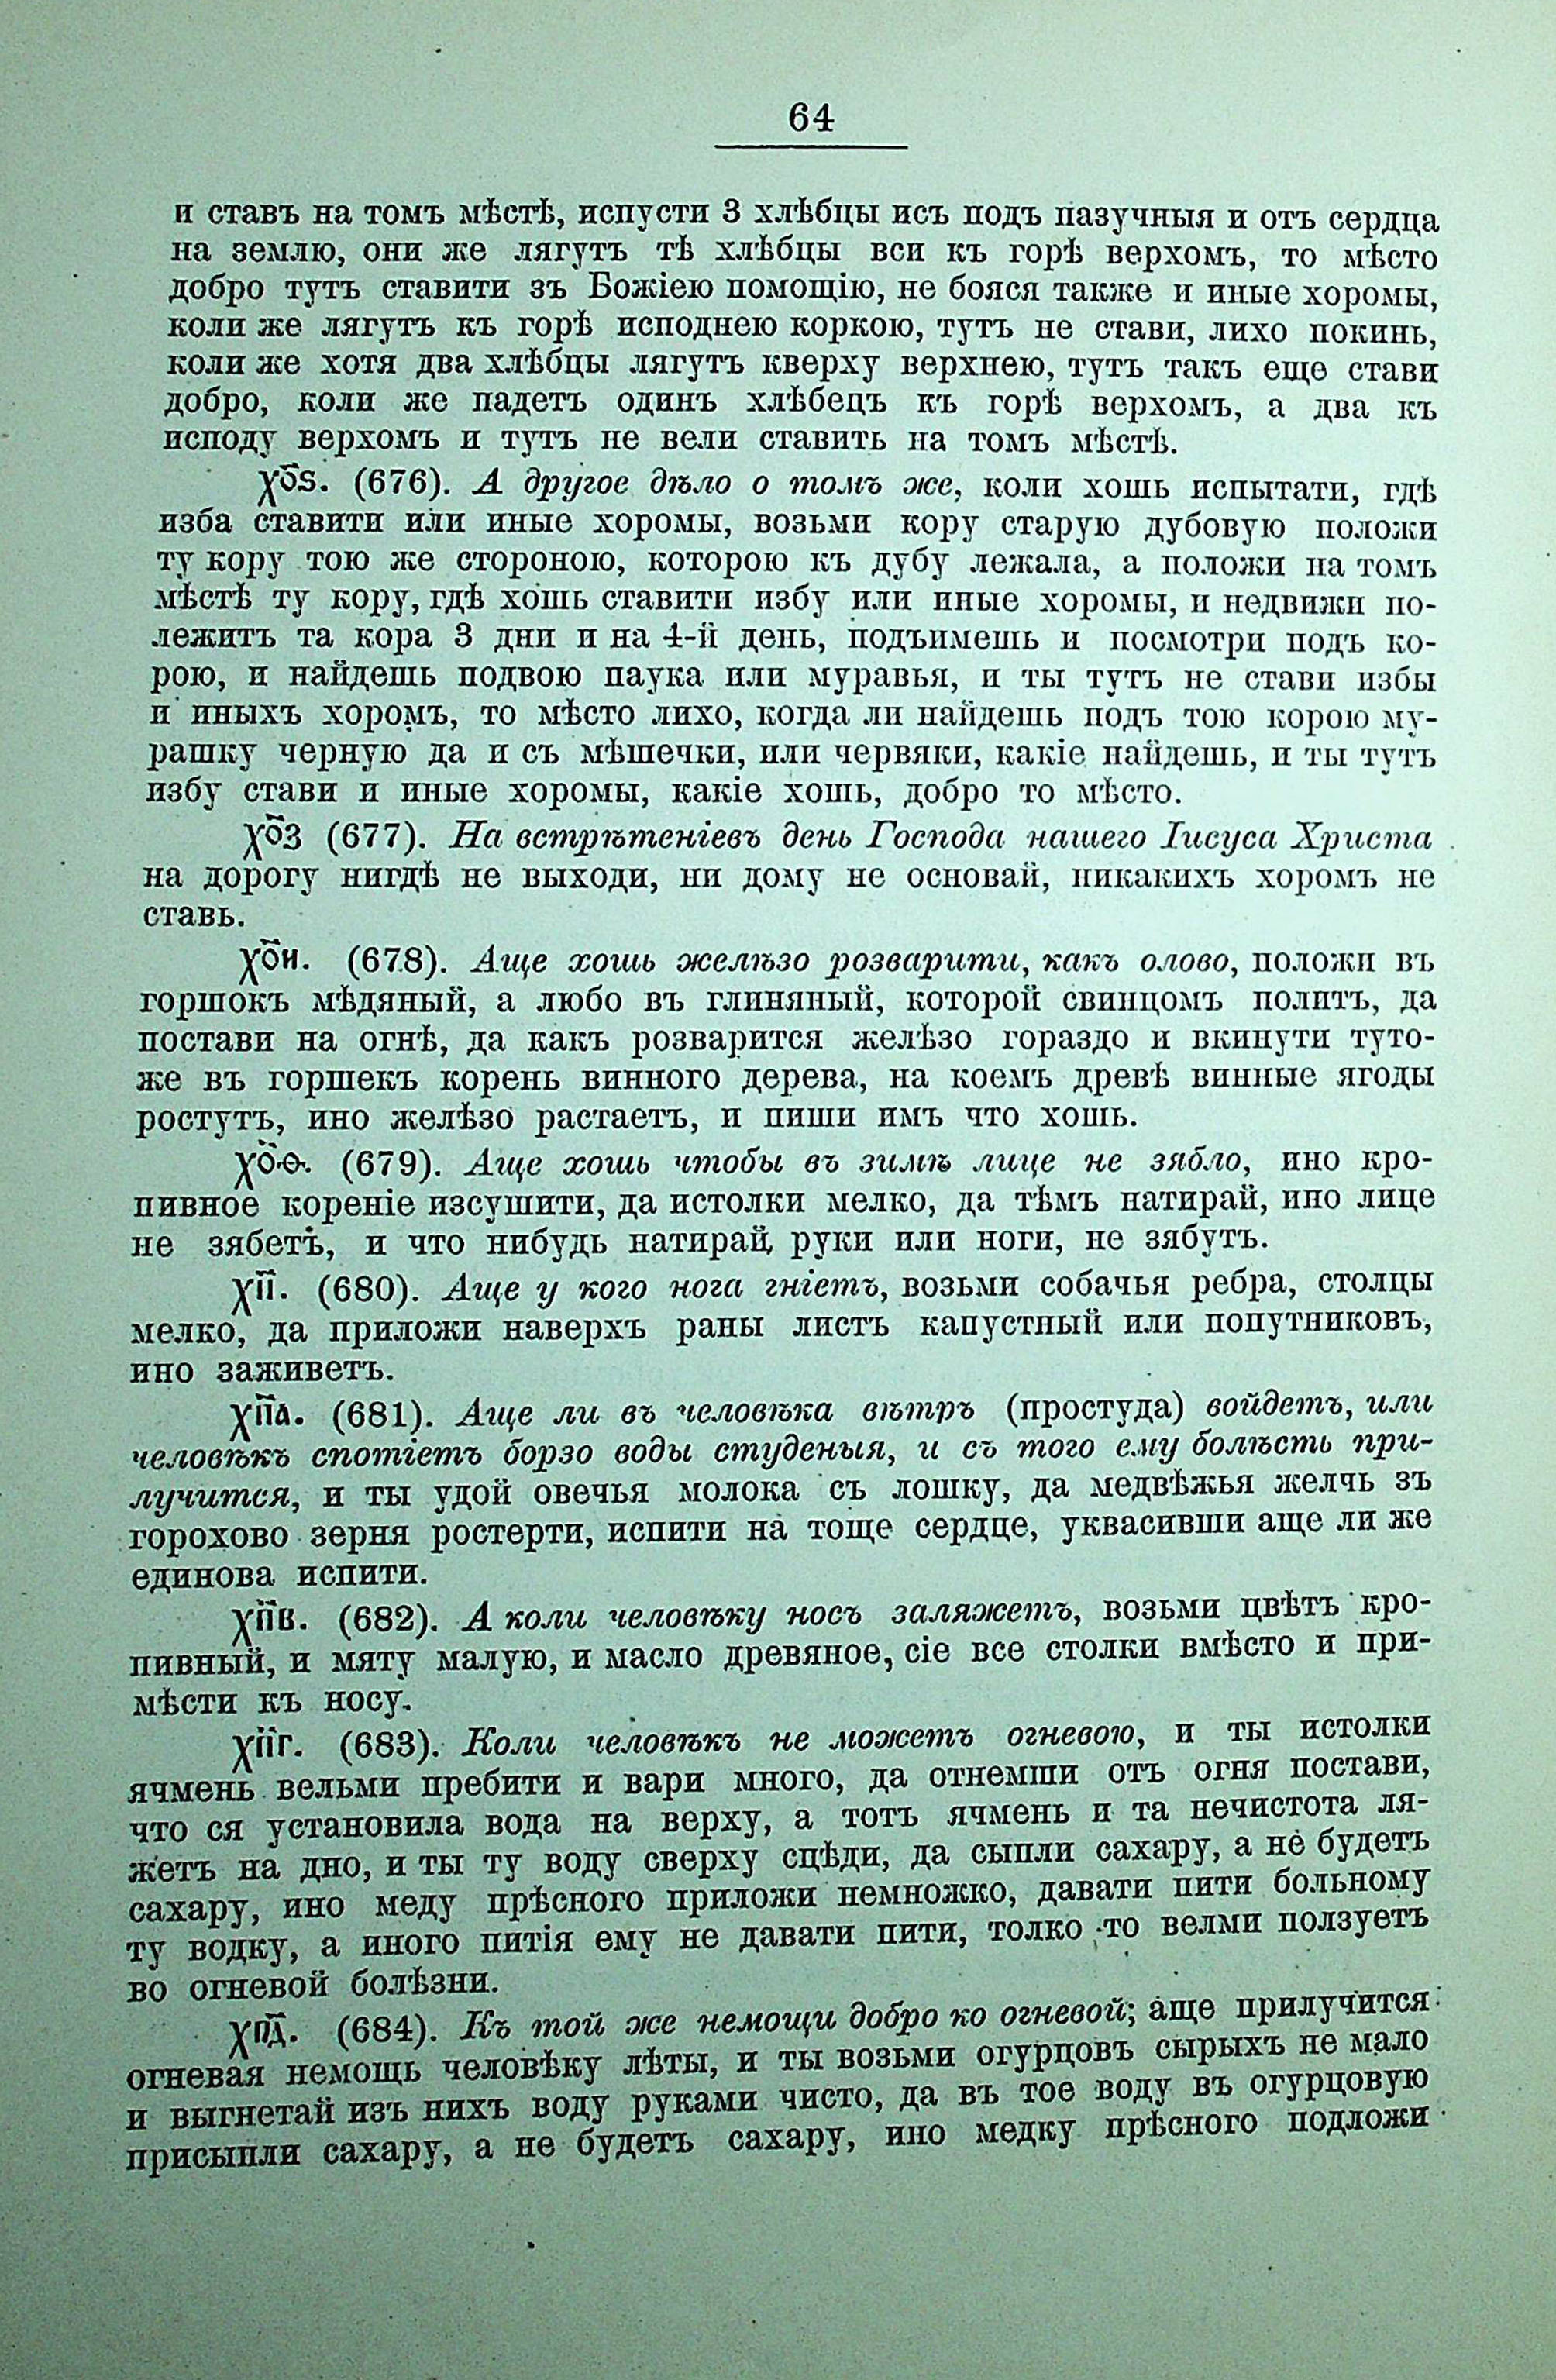 64
и ставъ на томъ мѣстѣ, испусти 3 хлѣбцы исъ подъ пазучныя и отъ сердца
на землю, они же лягутъ тѣ хлѣбцы вси къ горѣ верхомъ, то мѣсто
добро тутъ ставити зъ Божіею помощію, не бояся также и иные хоромы,
коли же лягутъ къ горѣ исподнею коркою, тутъ не стави, лихо покинь,
коли же хотя два хлѣбцы лягутъ кверху верхнею, тутъ такъ еще стави
добро, коли же падетъ одинъ хлѣбецъ къ горѣ верхомъ, а два къ
исподу верхомъ и тутъ не вели ставить на томъ мѣстѣ.
χо҃ѕ. (676). А другое дѣло о томъ же, коли хошь испытати, гдѣ
изба ставити или иные хоромы, возьми кору старую дубовую положи
ту кору тою же стороною, которою къ дубу лежала, а положи на томъ
мѣстѣ ту кору, гдѣ хошь ставити избу или иные хоромы, и недвижи по-
лежитъ та кора 3 дни и на 4-й день, подъимешь и посмотри подъ ко-
рою, и найдешь подвою паука или муравья, и ты тутъ не стави избы
и иныхъ хоромъ, то мѣсто лихо, когда ли найдешь подъ тою корою му-
рашку черную да и съ мѣшечки, или червяки, какіе найдешь, и ты тутъ
избу стави и иные хоромы, какіе хошь, добро то мѣсто.
χо҃з (677). На встрѣтеніевъ день Господа нашего Іисуса Христа
на дорогу нигдѣ не выходи, ни дому не основай, никакихъ хоромъ не
ставь.
χо҃и. (678). Аще хошь желѣзо розварити, какъ олово, положи въ
горшокъ мѣдяный, а любо въ глиняный, которой свинцомъ политъ, да
постави на огнѣ, да какъ розварится желѣзо гораздо и вкинути туто-
же въ горшекъ корень винного дерева, на коемъ древѣ винные ягоды
ростутъ, ино желѣзо растаетъ, и пиши имъ что хошь.
χо҃ѳ. (679). Аще хошь чтобы въ зимѣ лице не зябло, ино кро-
пивное кореніе изсушити, да истолки мелко, да тѣмъ натирай, ино лице
не зябетъ, и что нибудь натирай, руки или ноги, не зябутъ.
χп҃. (680). Аще у кого нога гніетъ, возьми собачья ребра, столцы
мелко, да приложи наверхъ раны листъ капустный или попутниковъ,
ино заживетъ.
χп҃а. (681). Аще ли въ человѣка вѣтръ (простуда) войдетъ, или
человѣкъ спотіетъ борзо воды студеныя, и съ того ему болѣсть при-
лучится, и ты удой овечья молока съ лошку, да медвѣжья желчь зъ
горохово зерня ростерти, испити на тоще сердце, уквасивши аще ли же
единова испити.
χп҃в. (682). А коли человѣку носъ заляжетъ, возьми цвѣтъ кро-
пивный, и мяту малую, и масло древяное, сіе все столки вмѣсто и при-
мѣсти къ носу.
χп҃г. (683). Коли человѣкъ не можетъ огневою, и ты истолки
ячмень вельми пребити и вари много, да отнемши отъ огня постави,
что ся установила вода на верху, а тотъ ячмень и та нечистота ля-
жетъ на дно, и ты ту воду сверху сцѣди, да сыпли сахару, а не будетъ
сахару, ино меду прѣсного приложи немножко, давати пити больному
ту водку, а иного питія ему не давати пити, толко то велми ползуетъ
во огневой болѣзни.
χп҃д. (684). Къ той же немощи добро ко огневой; аще прилучится
огневая немощь человѣку лѣты, и ты возьми огурцовъ сырыхъ не мало
и выгнетай изъ нихъ воду руками чисто, да въ тое воду въ огурцовую
присыпли сахару, а не будетъ сахару, ино медку прѣсного подложи